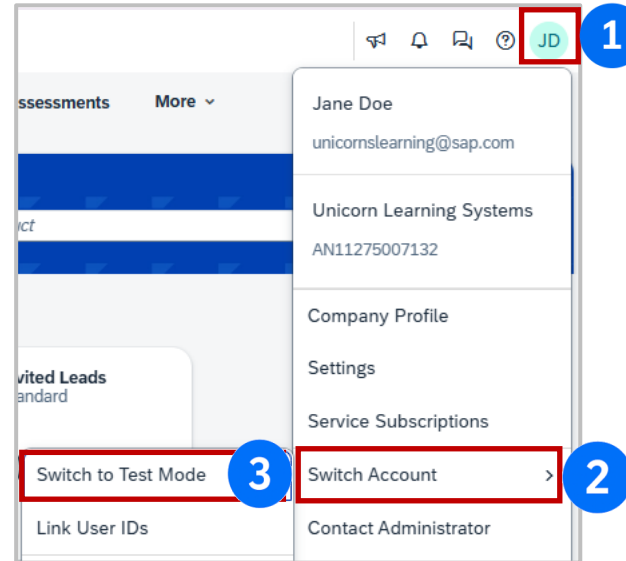 JD
1
ssessments More
Jane Doe
unicornslearning@sap.com
Unicorn Learning Systems
AN11275007132
uct
Company Profile
Settings
Service Subscriptions
vited Leads
andard
Switch Account
2
Switch to Test Mode
3
Link User IDs
Contact Administrator